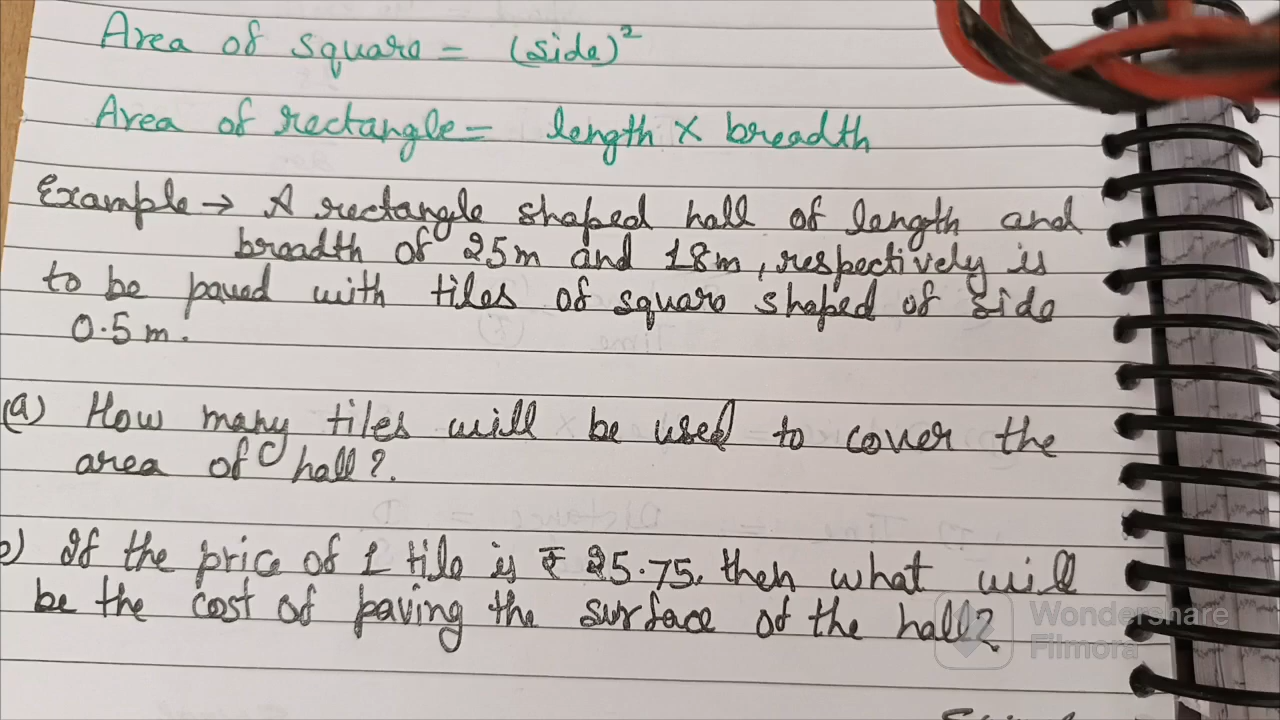 Area of square = (side)²
Area of rectangle = length × breadth
Example → A rectangle shaped hall of length and
breadth of 25m and 18m, respectively is
to be paved with tiles of square shaped of side
0.5m.
(a) How many tiles will be used to cover the
area of hall?.
) If the price of 1 tile is ₹ 25.75. then what will
be the cost of paving the surface of the hall?
Wondershare
Filmora